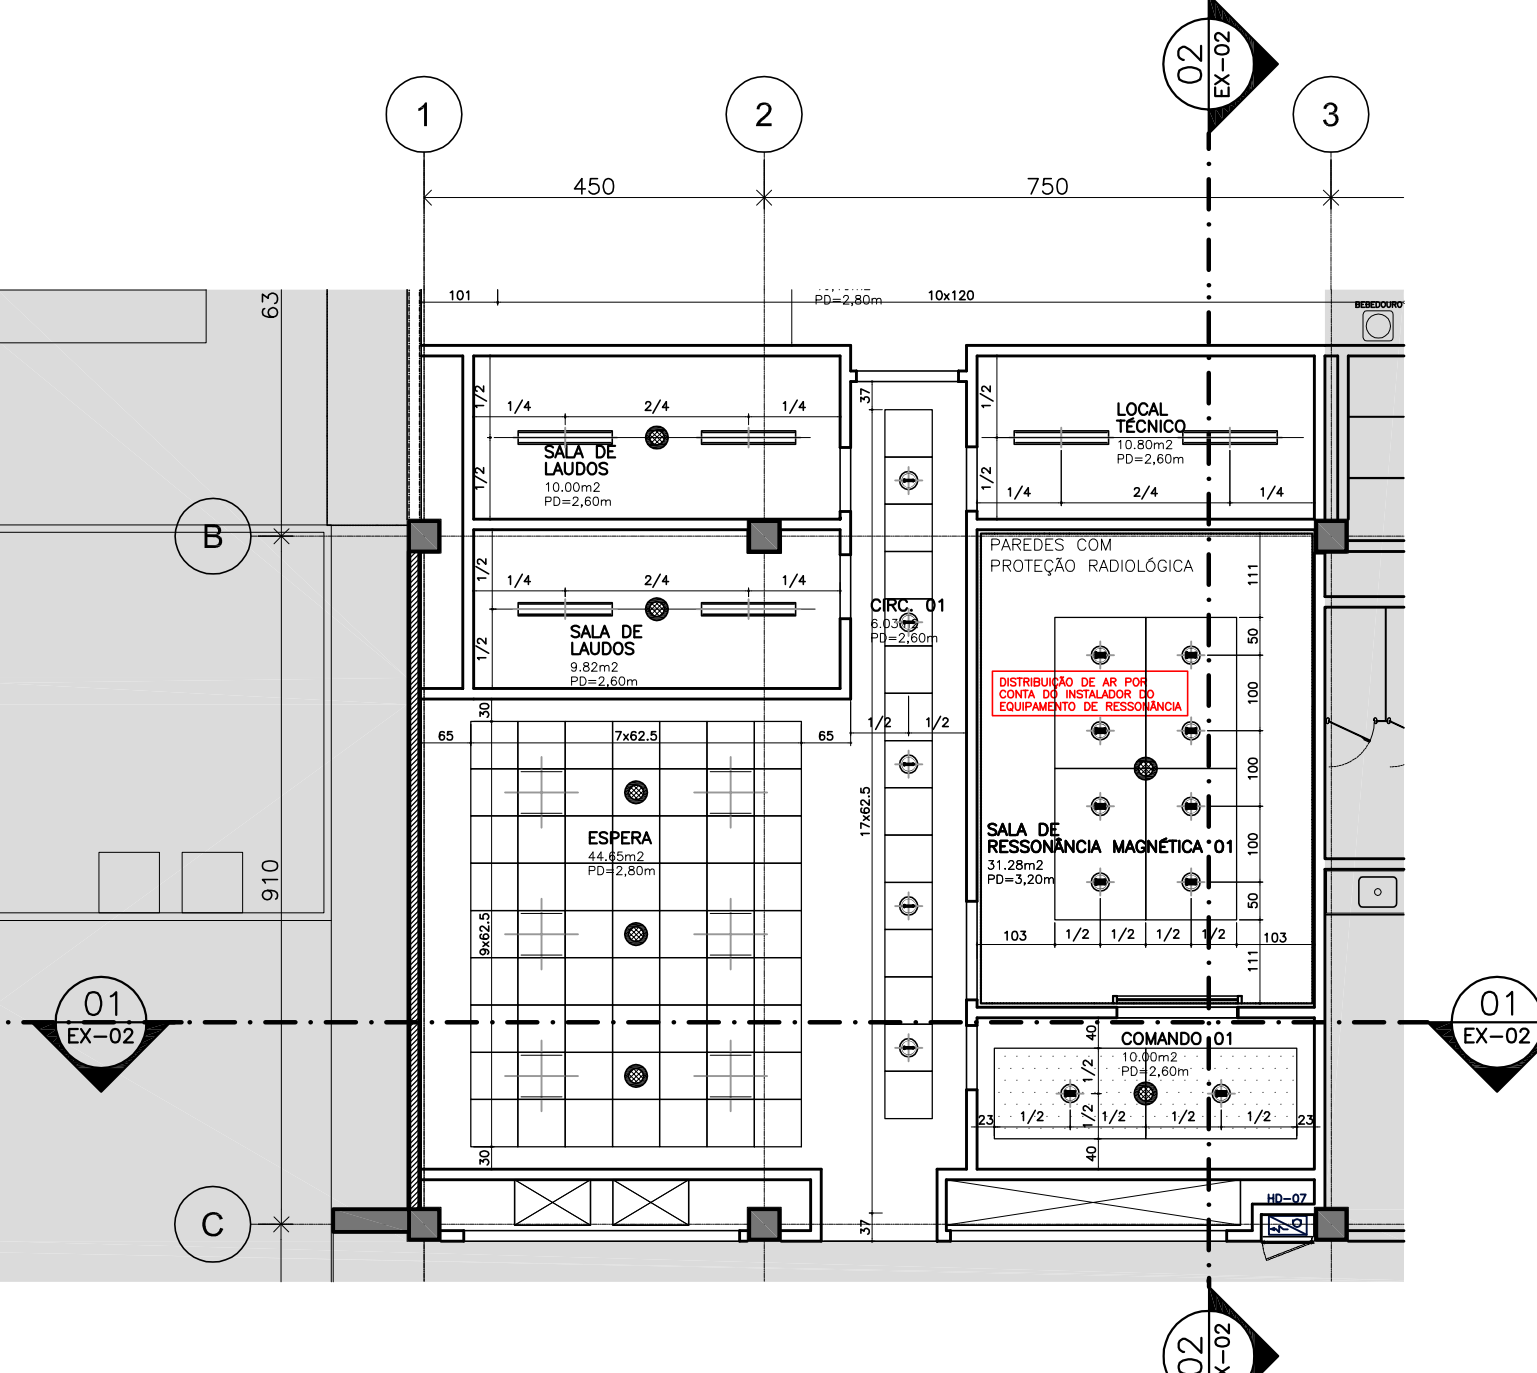 02
EX-02
1
2
3
450
750
63
101
PD=2,80m
10x120
BEBEDOURO
1/2
1/4
2/4
1/4
1/2
SALA DE
LAUDOS
10.00m2
PD=2,60m
37
1/2
LOCAL
TÉCNICO
10.80m2
PD=2,60m
1/2
1/4
2/4
1/4
B
1/2
1/4
2/4
1/4
1/2
SALA DE
LAUDOS
9.82m2
PD=2,60m
CIRC. 01
6.03m2
PD=2,60m
PAREDES COM
PROTEÇÃO RADIOLÓGICA
111
50
100
100
100
50
111
DISTRIBUIÇÃO DE AR POR
CONTA DO INSTALADOR DO
EQUIPAMENTO DE RESSONÂNCIA
30
65
7x62.5
65
1/2
1/2
17x62.5
ESPERA
44.65m2
PD=2,80m
9x62.5
30
910
SALA DE
RESSONÂNCIA MAGNÉTICA 01
31.28m2
PD=3,20m
103
1/2
1/2
1/2
1/2
103
01
EX-02
01
EX-02
40
COMANDO 01
10.00m2
PD=2,60m
1/2
1/2
23
1/2
1/2
1/2
1/2
23
40
C
37
HD-07
02
X-02